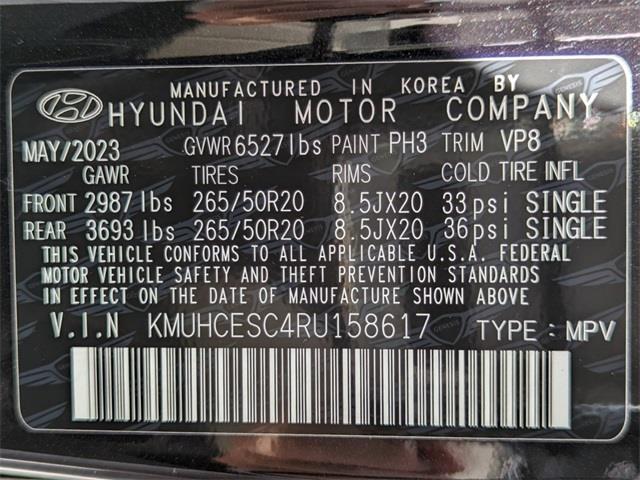 MANUFACTURED IN KOREA BY
HYUNDAI MOTOR COMPANY
MAY/2023 GVWR 6527lbs PAINT PH3 TRIM VP8
GAWR TIRES RIMS COLD TIRE INFL
FRONT 2987lbs 265/50R20 8.5JX20 33psi SINGLE
REAR 3693lbs 265/50R20 8.5JX20 36psi SINGLE
THIS VEHICLE CONFORMS TO ALL APPLICABLE U.S.A. FEDERAL
MOTOR VEHICLE SAFETY AND THEFT PREVENTION STANDARDS
IN EFFECT ON THE DATE OF MANUFACTURE SHOWN ABOVE
V.I.N KMUHCESC4RU158617 TYPE: MPV
GENESIS